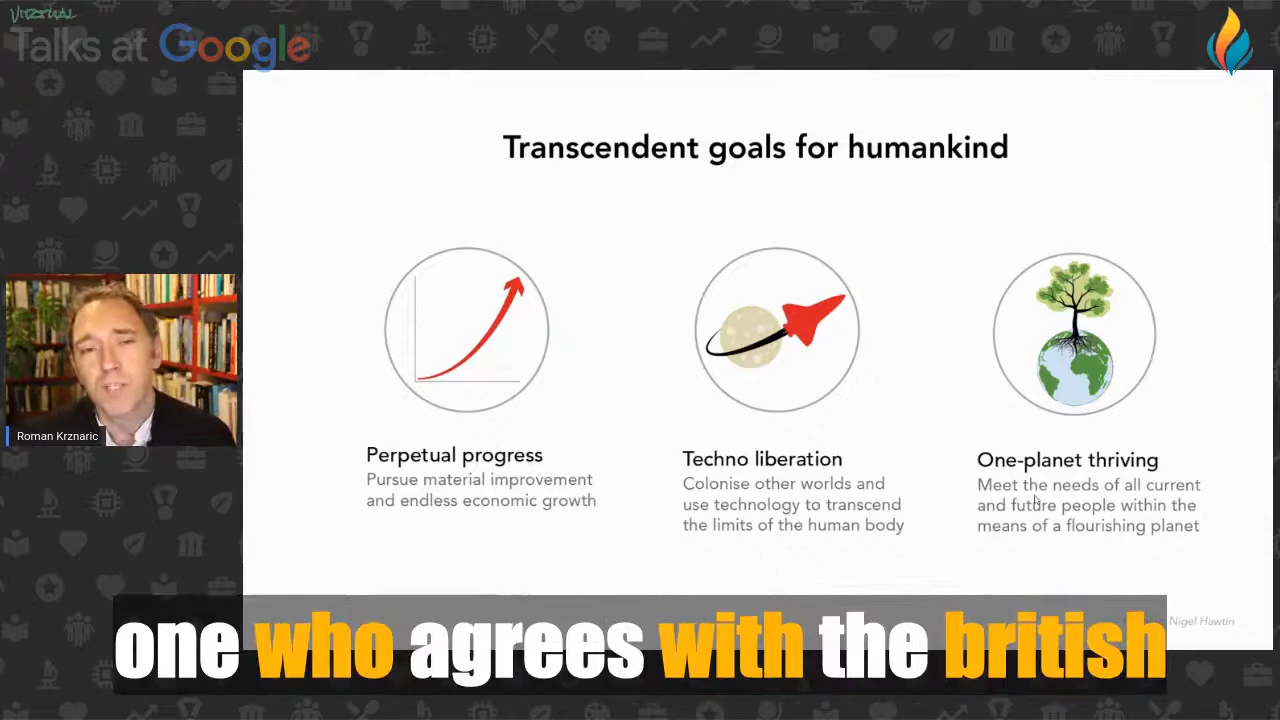 VIRTUAL
Talks at Google
Transcendent goals for humankind
Perpetual progress
Pursue material improvement
and endless economic growth
Techno liberation
Colonise other worlds and
use technology to transcend
the limits of the human body
One-planet thriving
Meet the needs of all current
and future people within the
means of a flourishing planet
Roman Krznaric
Nigel Hawtin
one who agrees with the british